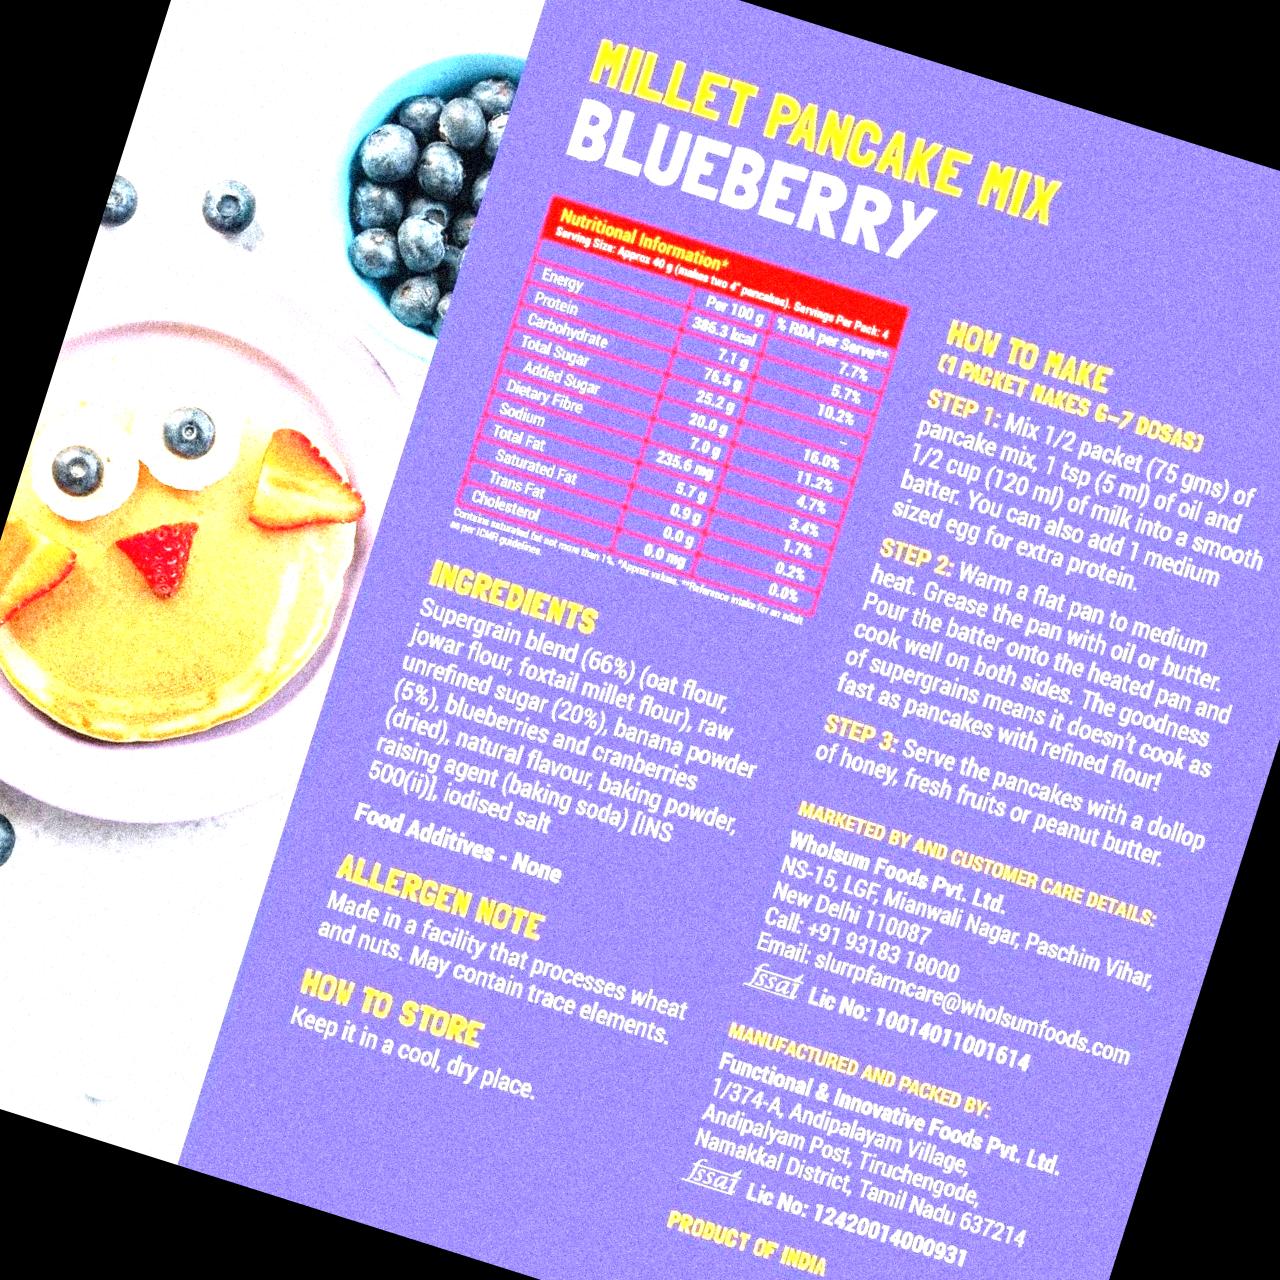 MILLET PANCAKE MIX
BLUEBERRY
Nutritional Information*
Serving Size: Approx 40 g (makes two 4" pancakes). Servings Per Pack: 4
Per 100 g % RDA per Serve**
Energy 386.3 kcal 7.7%
Protein 7.1 g 5.7%
Carbohydrate 76.5 g 10.2%
Total Sugar 25.2 g –
Added Sugar 20.0 g 16.0%
Dietary Fibre 7.0 g 11.2%
Sodium 235.6 mg 4.7%
Total Fat 5.7 g 3.4%
Saturated Fat 0.9 g 1.7%
Trans Fat 0.0 g 0.2%
Cholesterol 0.0 mg 0.0%
Contains saturated fat not more than 1%. *Approx values. **Reference intake for an adult
as per ICMR guidelines.
INGREDIENTS
Supergrain blend (66%) (oat flour,
jowar flour, foxtail millet flour), raw
unrefined sugar (20%), banana powder
(5%), blueberries and cranberries
(dried), natural flavour, baking powder,
raising agent (baking soda) [INS
500(ii)], iodised salt
Food Additives - None
ALLERGEN NOTE
Made in a facility that processes wheat
and nuts. May contain trace elements.
HOW TO STORE
Keep it in a cool, dry place.
HOW TO MAKE
(1 PACKET MAKES 6-7 DOSAS)
STEP 1: Mix 1/2 packet (75 gms) of
pancake mix, 1 tsp (5 ml) of oil and
1/2 cup (120 ml) of milk into a smooth
batter. You can also add 1 medium
sized egg for extra protein.
STEP 2: Warm a flat pan to medium
heat. Grease the pan with oil or butter.
Pour the batter onto the heated pan and
cook well on both sides. The goodness
of supergrains means it doesn't cook as
fast as pancakes with refined flour!
STEP 3: Serve the pancakes with a dollop
of honey, fresh fruits or peanut butter.
MARKETED BY AND CUSTOMER CARE DETAILS:
Wholsum Foods Pvt. Ltd.
NS-15, LGF, Mianwali Nagar, Paschim Vihar,
New Delhi 110087
Call: +91 93183 18000
Email: slurrpfarmcare@wholsumfoods.com
fssai Lic No: 10014011001614
MANUFACTURED AND PACKED BY:
Functional & Innovative Foods Pvt. Ltd.
1/374-A, Andipalayam Village,
Andipalyam Post, Tiruchengode,
Namakkal District, Tamil Nadu 637214
fssai Lic No: 12420014000931
PRODUCT OF INDIA